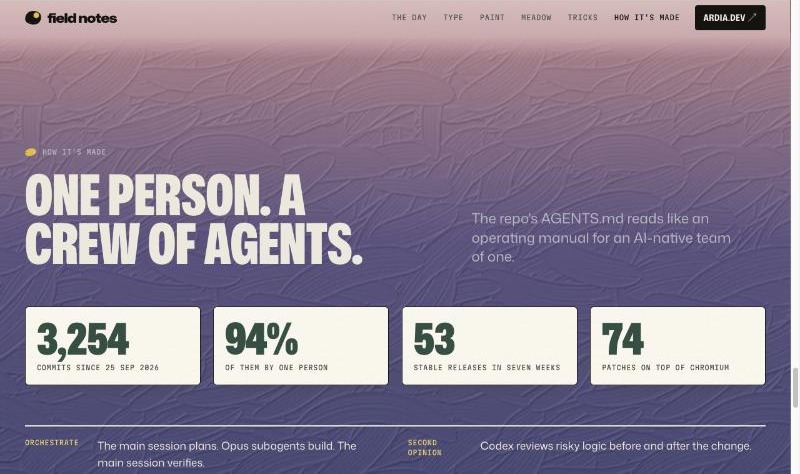 field notes
THE DAY TYPE PAINT MEADOW TRICKS HOW IT'S MADE ARDIA.DEV ↗
HOW IT'S MADE
ONE PERSON. A
CREW OF AGENTS.
The repo's AGENTS.md reads like an
operating manual for an AI-native team
of one.
3,254
COMMITS SINCE 25 SEP 2026
94%
OF THEM BY ONE PERSON
53
STABLE RELEASES IN SEVEN WEEKS
74
PATCHES ON TOP OF CHROMIUM
ORCHESTRATE
The main session plans. Opus subagents build. The
main session verifies.
SECOND
OPINION
Codex reviews risky logic before and after the change.